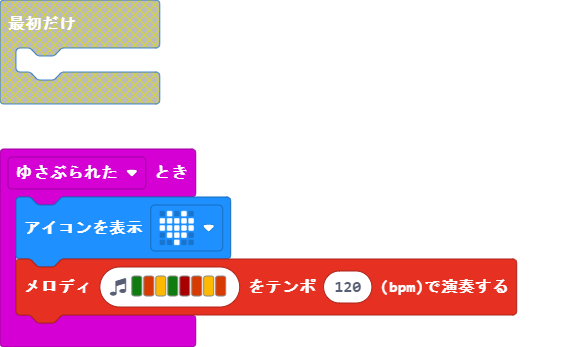 最初だけ
ゆさぶられた とき
アイコンを表示
メロディ をテンポ 120 (bpm)で演奏する